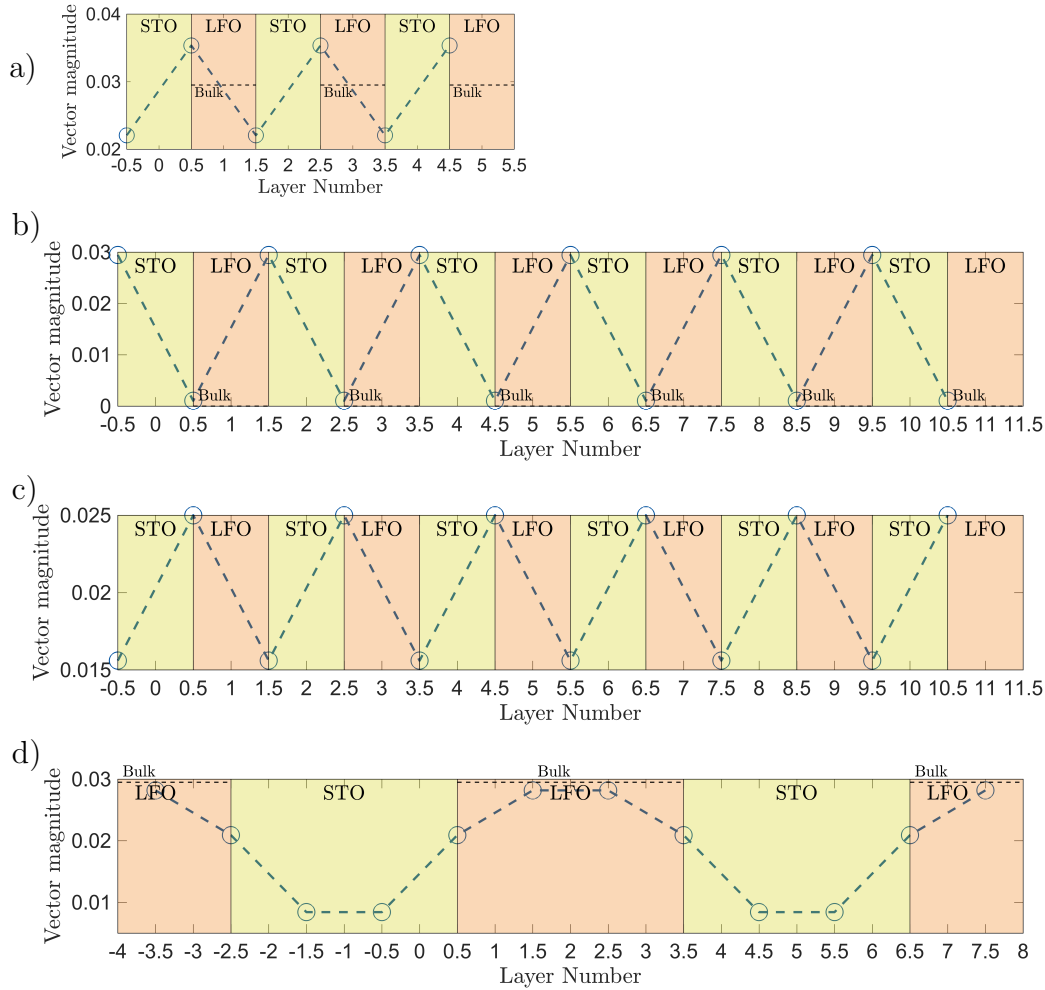 a)
Vector magnitude
0.04
0.03
0.02
STO LFO STO LFO STO LFO
Bulk Bulk Bulk
-0.5 0 0.5 1 1.5 2 2.5 3 3.5 4 4.5 5 5.5
Layer Number
b)
Vector magnitude
0.03
0.02
0.01
0
STO LFO STO LFO STO LFO STO LFO STO LFO STO LFO
Bulk Bulk Bulk Bulk Bulk Bulk
-0.5 0 0.5 1 1.5 2 2.5 3 3.5 4 4.5 5 5.5 6 6.5 7 7.5 8 8.5 9 9.5 10 10.5 11 11.5
Layer Number
c)
Vector magnitude
0.025
0.02
0.015
STO LFO STO LFO STO LFO STO LFO STO LFO STO LFO
-0.5 0 0.5 1 1.5 2 2.5 3 3.5 4 4.5 5 5.5 6 6.5 7 7.5 8 8.5 9 9.5 10 10.5 11 11.5
Layer Number
d)
Vector magnitude
0.03
0.02
0.01
Bulk Bulk Bulk
LFO STO LFO STO LFO
-4 -3.5 -3 -2.5 -2 -1.5 -1 -0.5 0 0.5 1 1.5 2 2.5 3 3.5 4 4.5 5 5.5 6 6.5 7 7.5 8
Layer Number